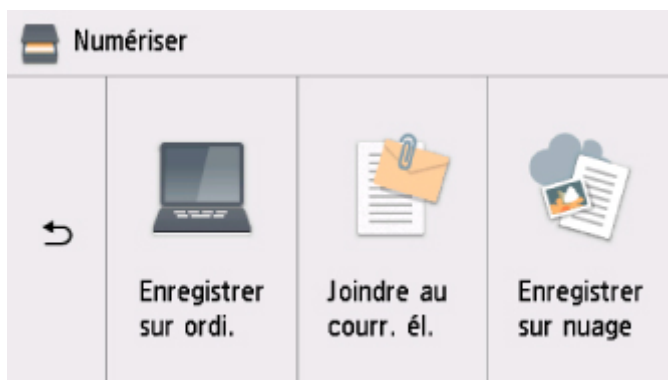 Numériser
Enregistrer
sur ordi.
Joindre au
courr. él.
Enregistrer
sur nuage